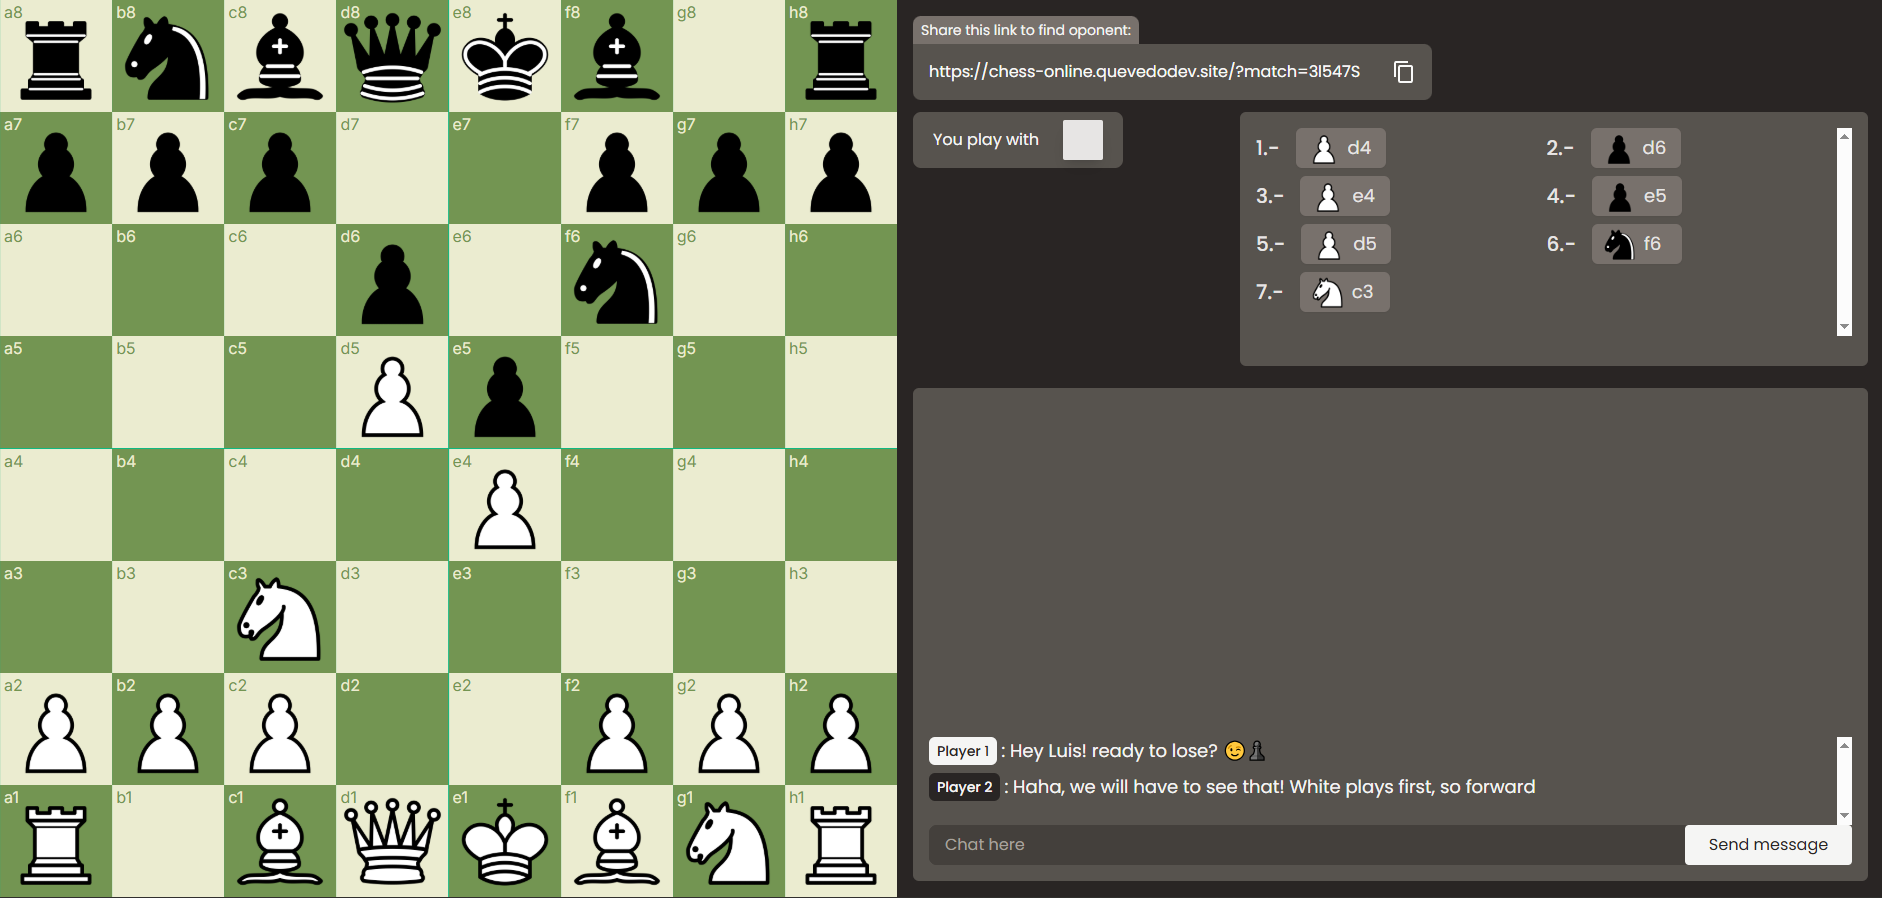 a8 b8 c8 d8 e8 f8 g8 h8
a7 b7 c7 d7 e7 f7 g7 h7
a6 b6 c6 d6 e6 f6 g6 h6
a5 b5 c5 d5 e5 f5 g5 h5
a4 b4 c4 d4 e4 f4 g4 h4
a3 b3 c3 d3 e3 f3 g3 h3
a2 b2 c2 d2 e2 f2 g2 h2
a1 b1 c1 d1 e1 f1 g1 h1
Share this link to find oponent:
https://chess-online.quevedodev.site/?match=3l547S
You play with
1.- d4 2.- d6
3.- e4 4.- e5
5.- d5 6.- f6
7.- c3
Player 1 : Hey Luis! ready to lose? 😉♟
Player 2 : Haha, we will have to see that! White plays first, so forward
Chat here
Send message